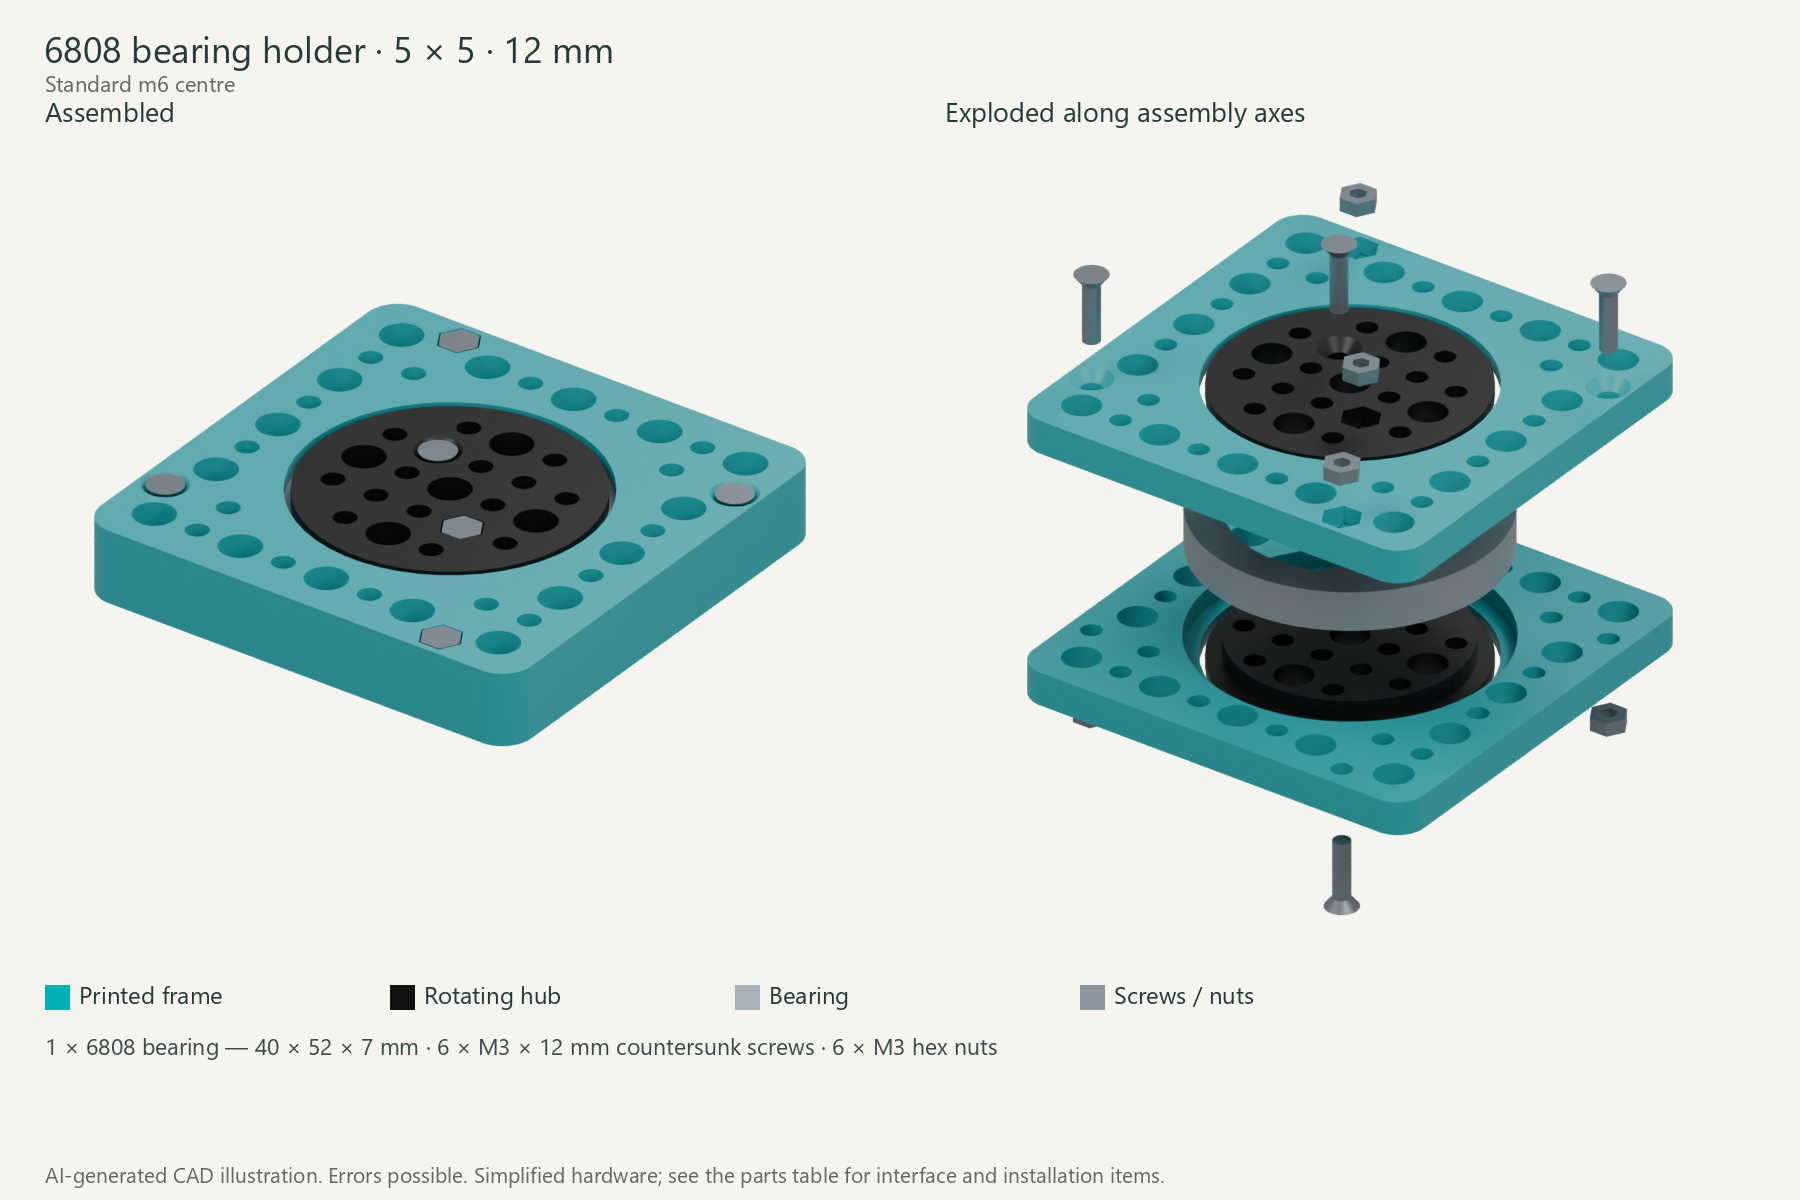 6808 bearing holder · 5 × 5 · 12 mm
Standard m6 centre
Assembled
Exploded along assembly axes
Printed frame
Rotating hub
Bearing
Screws / nuts
1 × 6808 bearing — 40 × 52 × 7 mm · 6 × M3 × 12 mm countersunk screws · 6 × M3 hex nuts
AI-generated CAD illustration. Errors possible. Simplified hardware; see the parts table for interface and installation items.